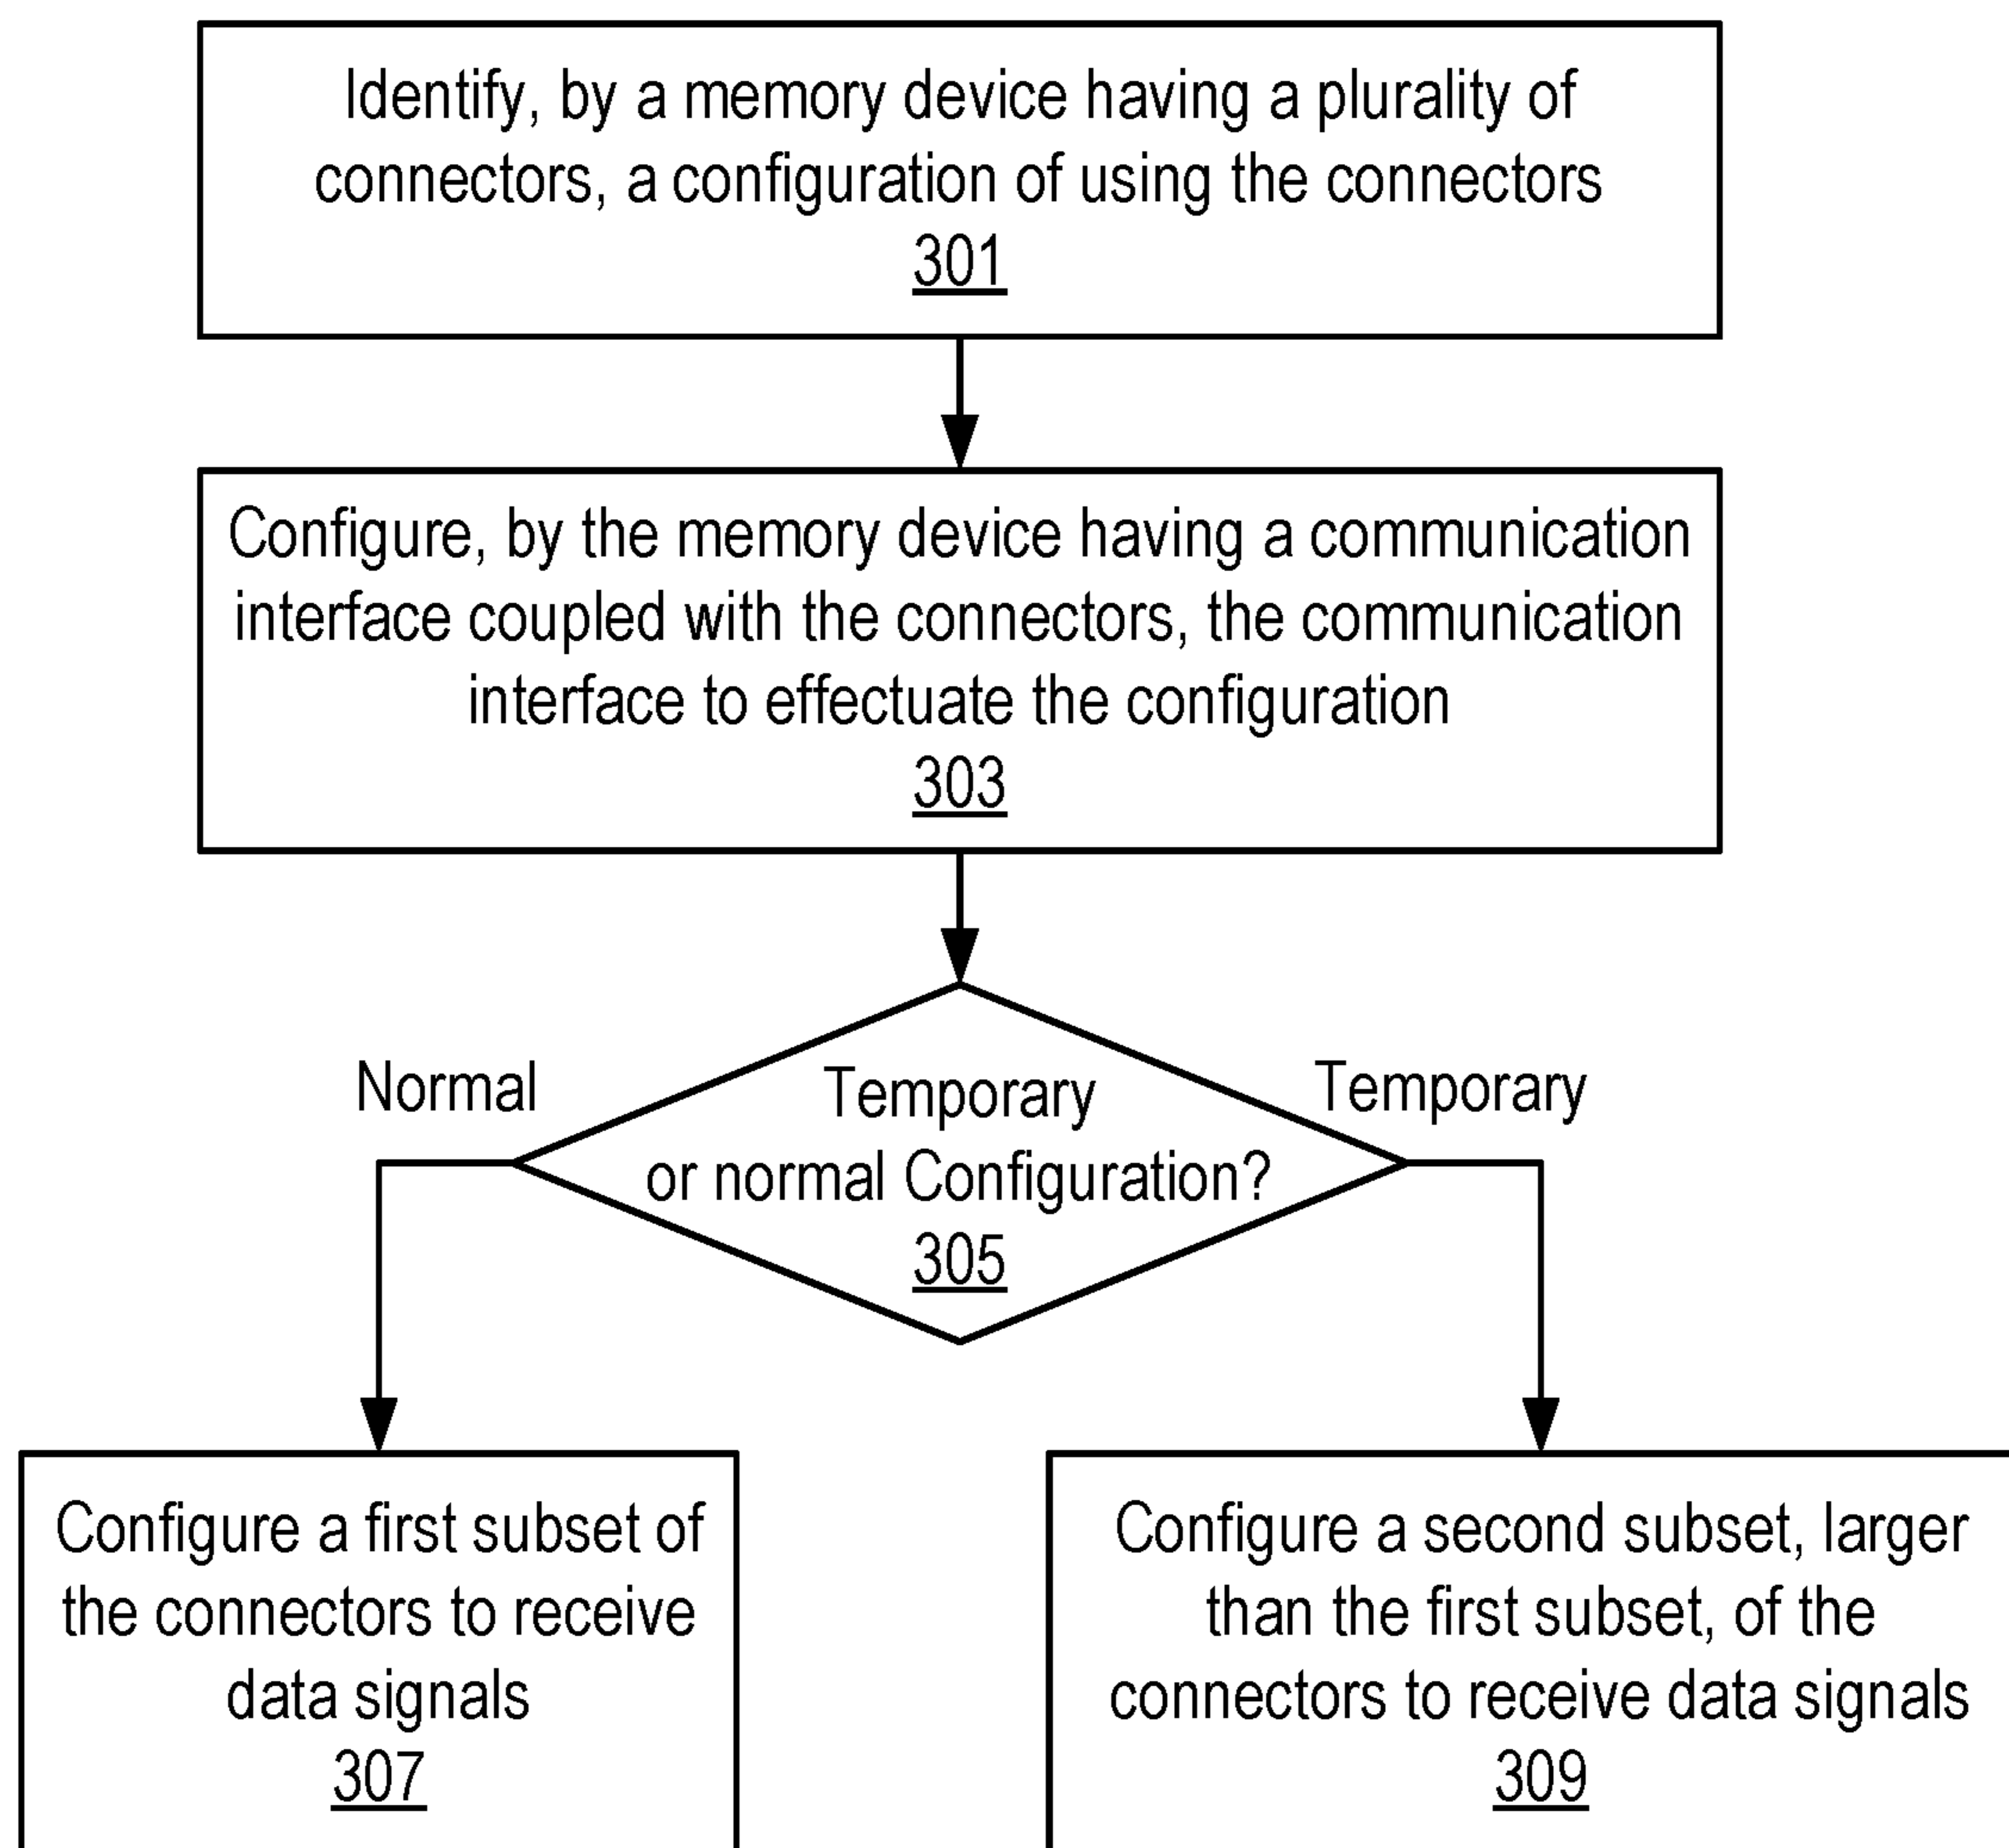 Identify, by a memory device having a plurality of
connectors, a configuration of using the connectors
301
Configure, by the memory device having a communication
interface coupled with the connectors, the communication
interface to effectuate the configuration
303
Normal
Temporary
Temporary
or normal Configuration?
305
Configure a first subset of
the connectors to receive
data signals
307
Configure a second subset, larger
than the first subset, of the
connectors to receive data signals
309